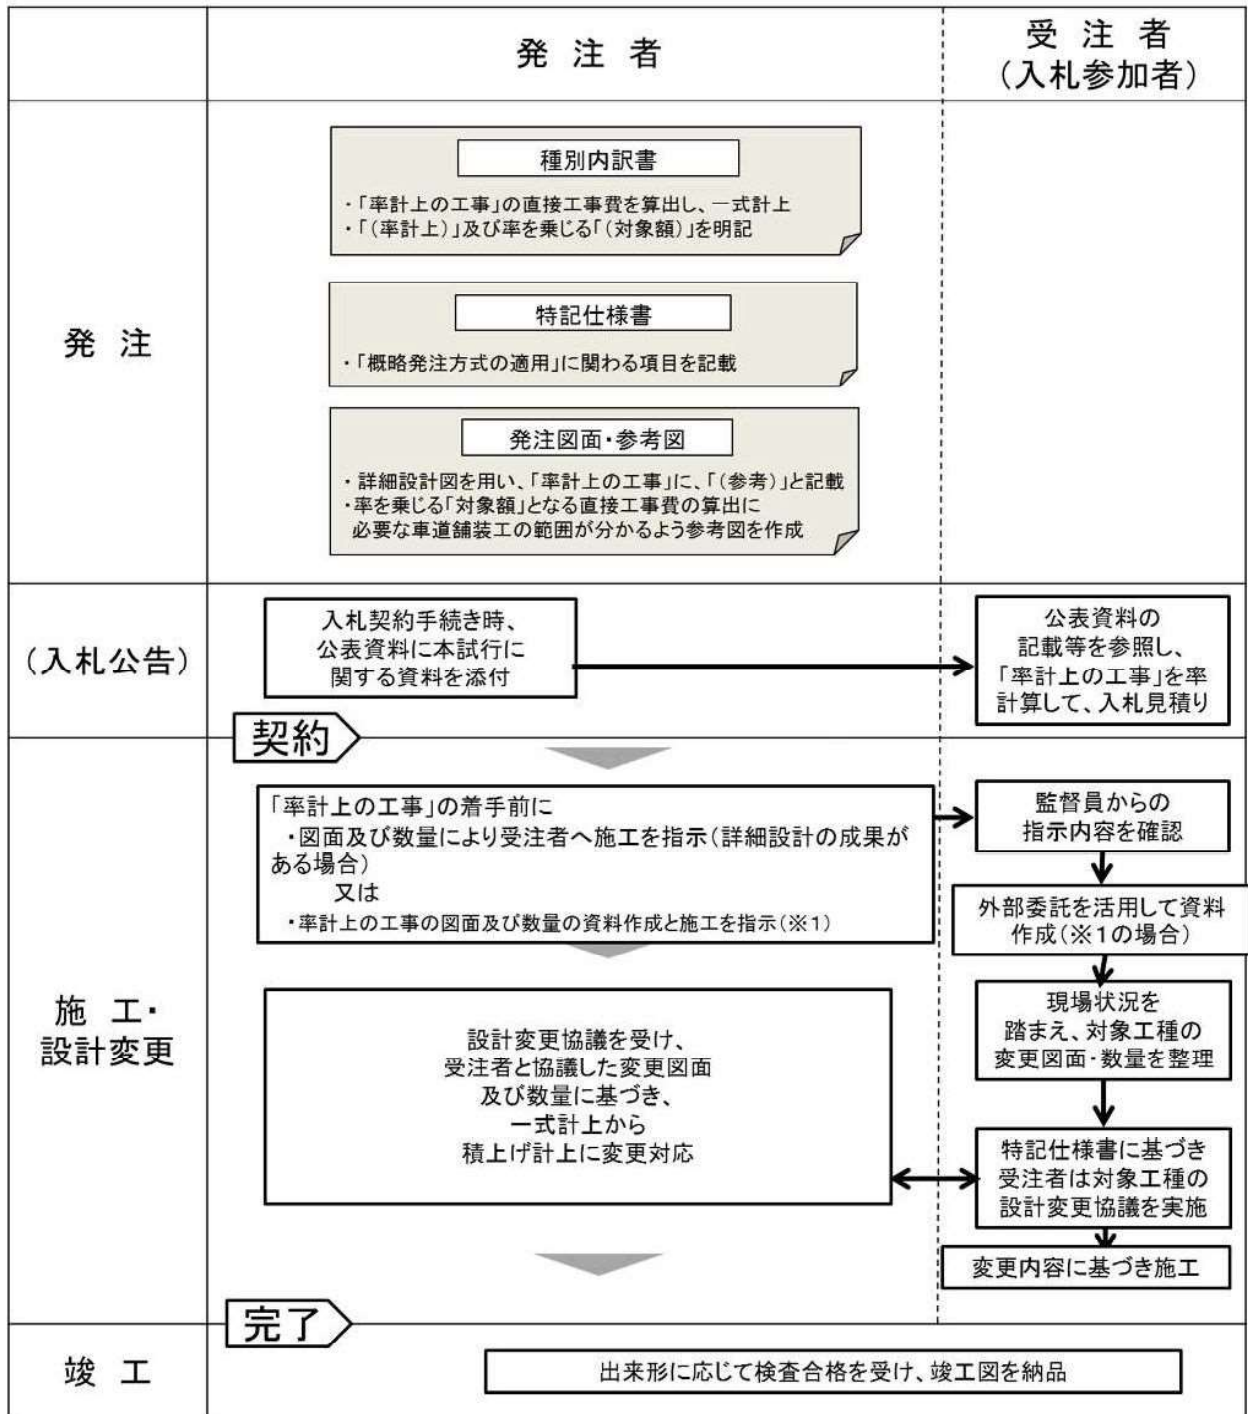 発 注 者
受 注 者
（入札参加者）
発 注
種別内訳書
・「率計上の工事」の直接工事費を算出し、一式計上
・「（率計上）」及び率を乗じる「（対象額）」を明記
特記仕様書
・「概略発注方式の適用」に関わる項目を記載
発注図面・参考図
・詳細設計図を用い、「率計上の工事」に、「（参考）」と記載
・率を乗じる「対象額」となる直接工事費の算出に
必要な車道舗装工の範囲が分かるよう参考図を作成
（入札公告）
入札契約手続き時、
公表資料に本試行に
関する資料を添付
公表資料の
記載等を参照し、
「率計上の工事」を率
計算して、入札見積り
契約
施 工・
設計変更
「率計上の工事」の着手前に
・図面及び数量により受注者へ施工を指示（詳細設計の成果が
ある場合）
又は
・率計上の工事の図面及び数量の資料作成と施工を指示（※１）
監督員からの
指示内容を確認
外部委託を活用して資料
作成（※１の場合）
現場状況を
踏まえ、対象工種の
変更図面・数量を整理
設計変更協議を受け、
受注者と協議した変更図面
及び数量に基づき、
一式計上から
積上げ計上に変更対応
特記仕様書に基づき
受注者は対象工種の
設計変更協議を実施
変更内容に基づき施工
完了
竣 工
出来形に応じて検査合格を受け、竣工図を納品